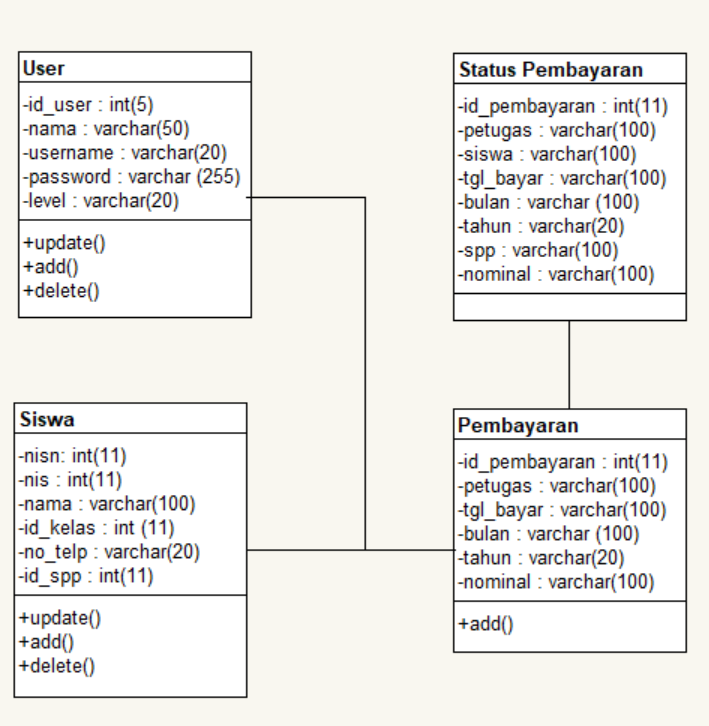 User
-id_user : int(5)
-nama : varchar(50)
-username : varchar(20)
-password : varchar (255)
-level : varchar(20)
+update()
+add()
+delete()
Status Pembayaran
-id_pembayaran : int(11)
-petugas : varchar(100)
-siswa : varchar(100)
-tgl_bayar : varchar(100)
-bulan : varchar (100)
-tahun : varchar(20)
-spp : varchar(100)
-nominal : varchar(100)
Siswa
-nisn: int(11)
-nis : int(11)
-nama : varchar(100)
-id_kelas : int (11)
-no_telp : varchar(20)
-id_spp : int(11)
+update()
+add()
+delete()
Pembayaran
-id_pembayaran : int(11)
-petugas : varchar(100)
-tgl_bayar : varchar(100)
-bulan : varchar (100)
-tahun : varchar(20)
-nominal : varchar(100)
+add()